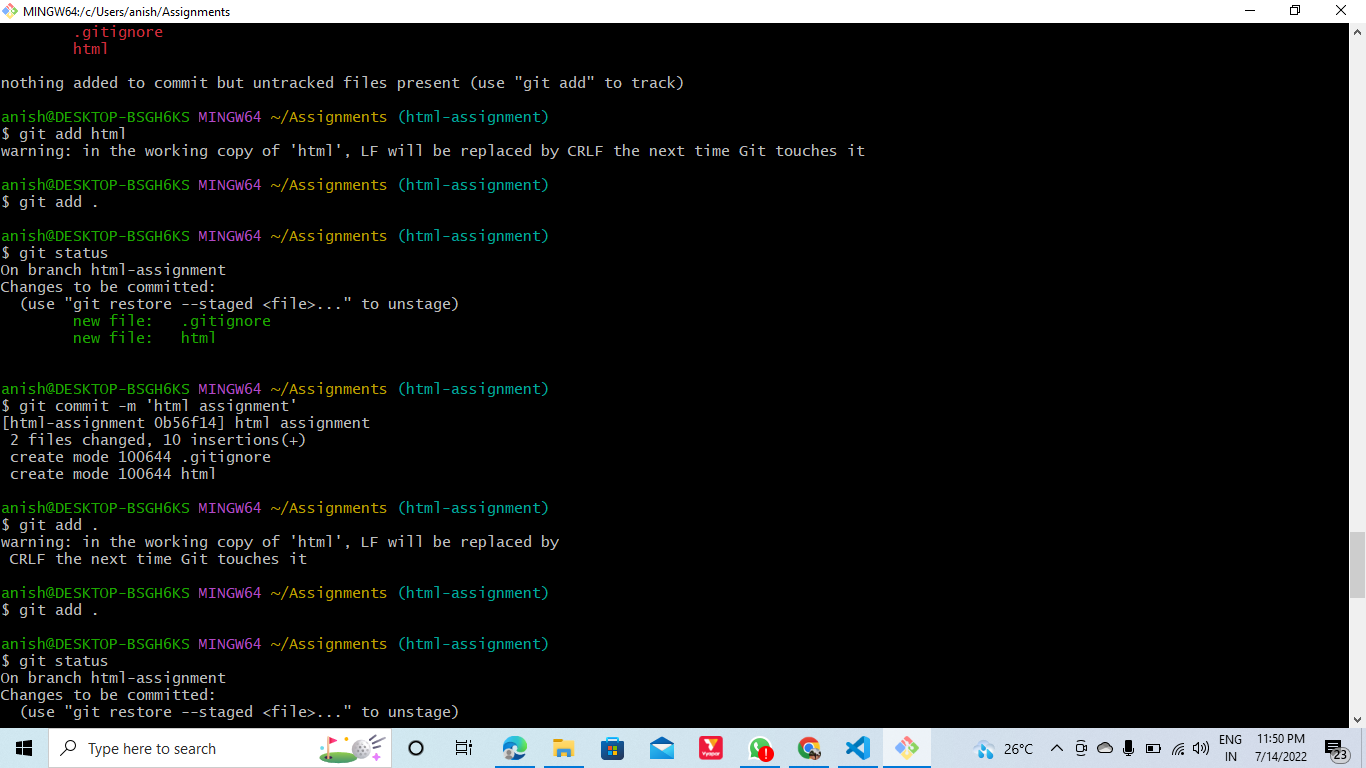 MINGW64:/c/Users/anish/Assignments
.gitignore
html
nothing added to commit but untracked files present (use "git add" to track)
anish@DESKTOP-BSGH6KS MINGW64 ~/Assignments (html-assignment)
$ git add html
warning: in the working copy of 'html', LF will be replaced by CRLF the next time Git touches it
anish@DESKTOP-BSGH6KS MINGW64 ~/Assignments (html-assignment)
$ git add .
anish@DESKTOP-BSGH6KS MINGW64 ~/Assignments (html-assignment)
$ git status
On branch html-assignment
Changes to be committed:
(use "git restore --staged <file>..." to unstage)
new file: .gitignore
new file: html
anish@DESKTOP-BSGH6KS MINGW64 ~/Assignments (html-assignment)
$ git commit -m 'html assignment'
[html-assignment 0b56f14] html assignment
2 files changed, 10 insertions(+)
create mode 100644 .gitignore
create mode 100644 html
anish@DESKTOP-BSGH6KS MINGW64 ~/Assignments (html-assignment)
$ git add .
warning: in the working copy of 'html', LF will be replaced by
CRLF the next time Git touches it
anish@DESKTOP-BSGH6KS MINGW64 ~/Assignments (html-assignment)
$ git add .
anish@DESKTOP-BSGH6KS MINGW64 ~/Assignments (html-assignment)
$ git status
On branch html-assignment
Changes to be committed:
(use "git restore --staged <file>..." to unstage)
Type here to search
26°C
ENG
IN
11:50 PM
7/14/2022
23